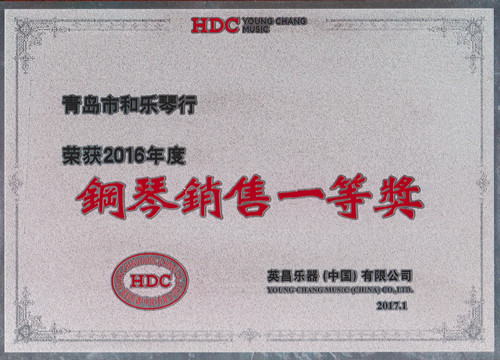 HDC YOUNG CHANG
MUSIC
青岛市和乐琴行
荣获2016年度
鋼琴銷售一等獎
HDC
英昌乐器 (中国) 有限公司
YOUNG CHANG MUSIC (CHINA) CO.,LTD.
2017.1